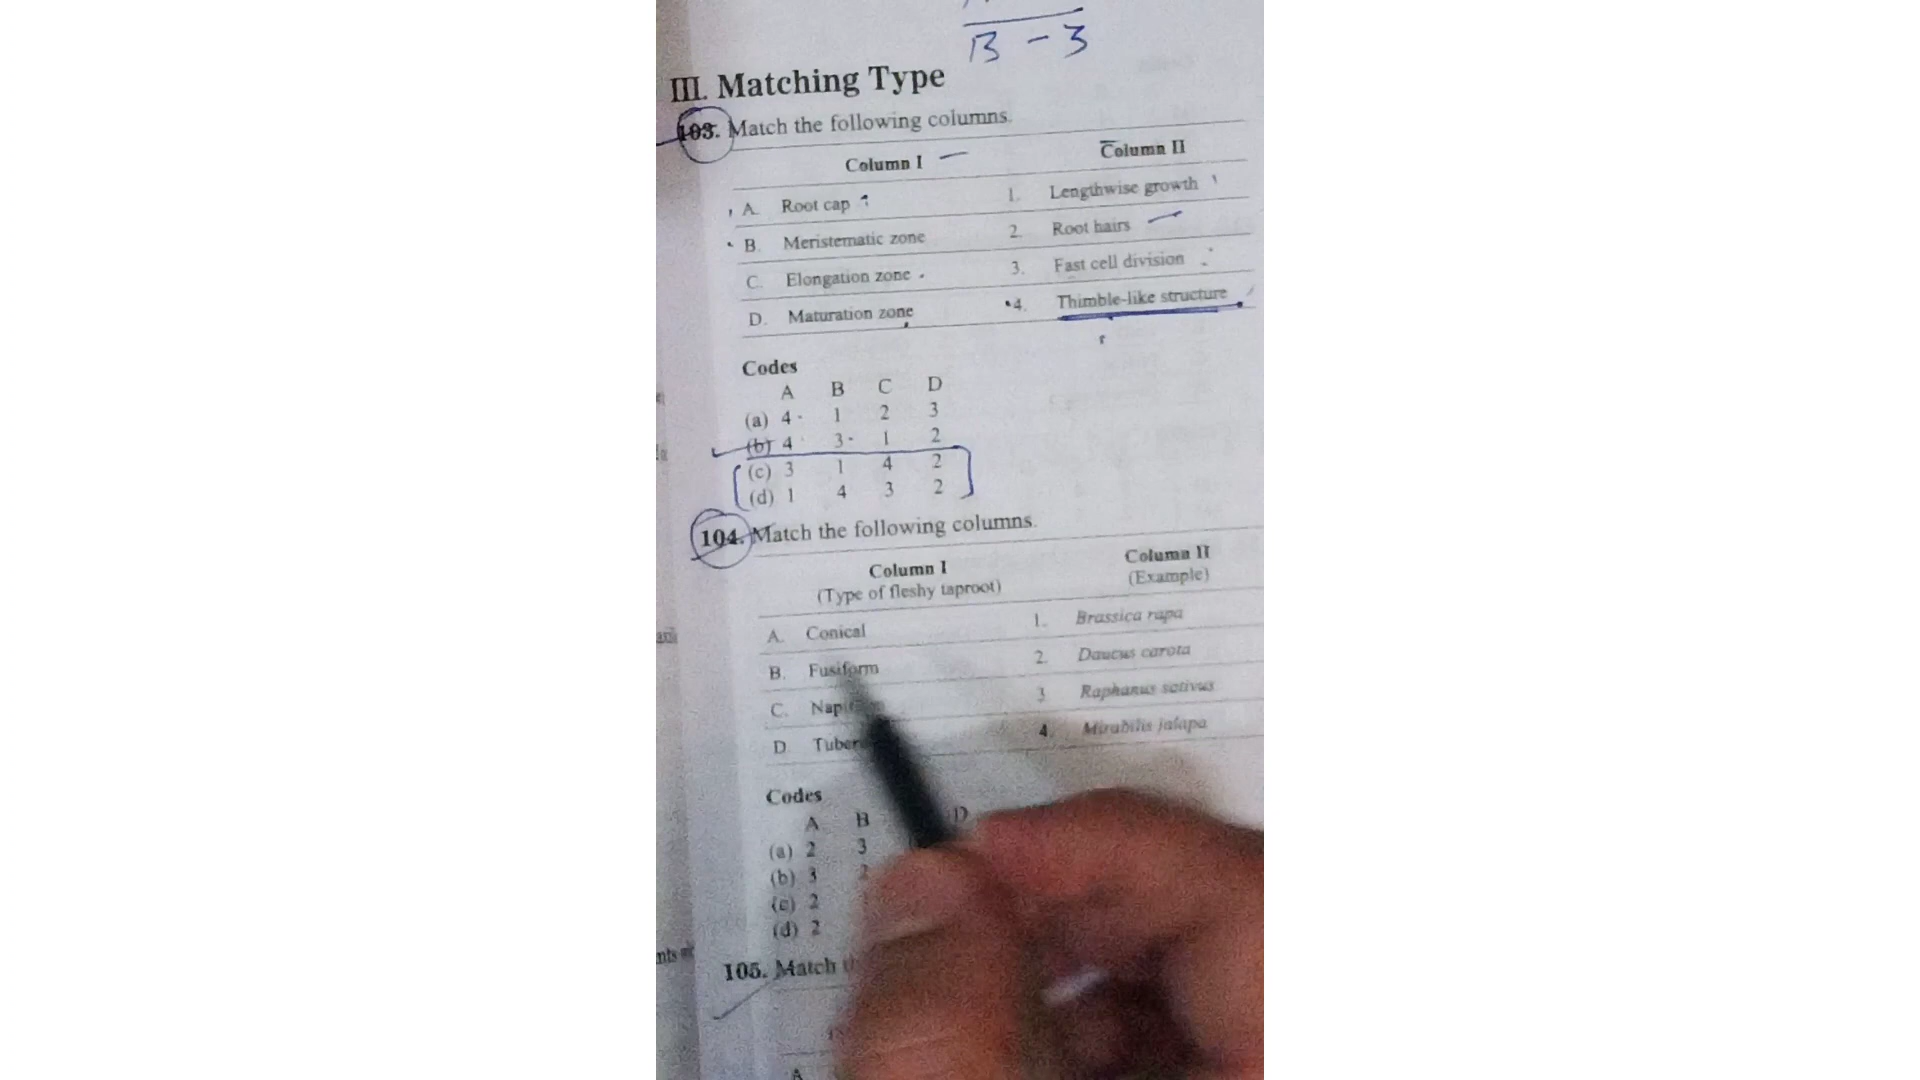 B - 3
III. Matching Type
103. Match the following columns.
Column I Column II
A. Root cap 1. Lengthwise growth
B. Meristematic zone 2. Root hairs
C. Elongation zone 3. Fast cell division
D. Maturation zone 4. Thimble-like structure
Codes
A B C D
(a) 4 1 2 3
(b) 4 3 1 2
(c) 3 1 4 2
(d) 1 4 3 2
104. Match the following columns.
Column I Column II
(Type of fleshy taproot) (Example)
A. Conical 1. Brassica rapa
B. Fusiform 2. Daucus carota
C. 3 Raphanus sativus
D 4. Mirabilis jalapa
Codes
A B D
(a) 2 3
(b) 3 2
(c) 2
(d) 2
105. Match
A